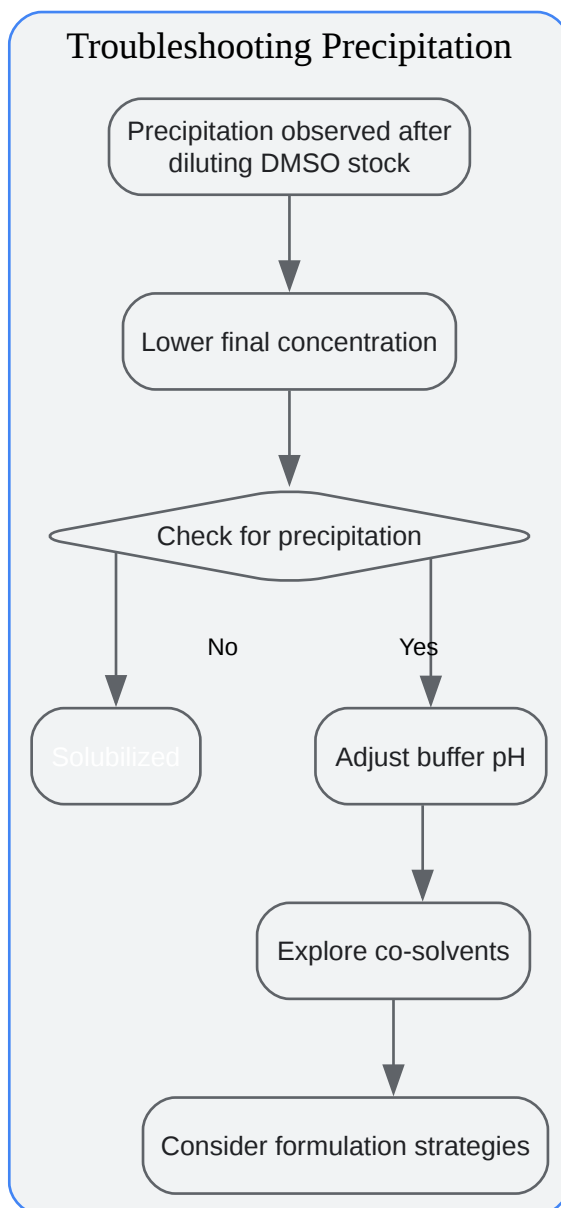 Troubleshooting Precipitation
Precipitation observed after
diluting DMSO stock
Lower final concentration
Check for precipitation
No
Yes
Solubilized
Adjust buffer pH
Explore co-solvents
Consider formulation strategies